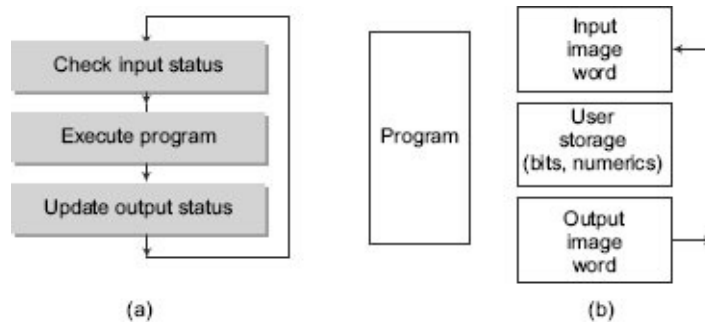 Check input status
Execute program
Update output status
(a)
Program
Input
image
word
User
storage
(bits, numerics)
Output
image
word
(b)